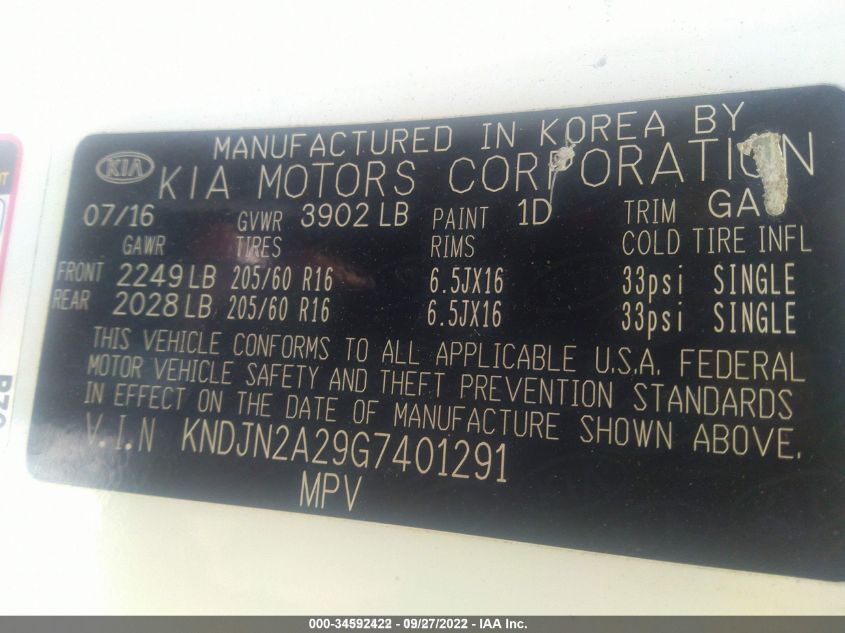 MANUFACTURED IN KOREA BY
KIA KIA MOTORS CORPORATION
07/16 GVWR 3902 LB PAINT 1D TRIM GA
GAWR TIRES RIMS COLD TIRE INFL
FRONT 2249 LB 205/60 R16 6.5JX16 33psi SINGLE
REAR 2028 LB 205/60 R16 6.5JX16 33psi SINGLE
THIS VEHICLE CONFORMS TO ALL APPLICABLE U.S.A. FEDERAL
MOTOR VEHICLE SAFETY AND THEFT PREVENTION STANDARDS
IN EFFECT ON THE DATE OF MANUFACTURE SHOWN ABOVE.
V.I.N KNDJN2A29G7401291
MPV
000-34592422 - 09/27/2022 - IAA Inc.